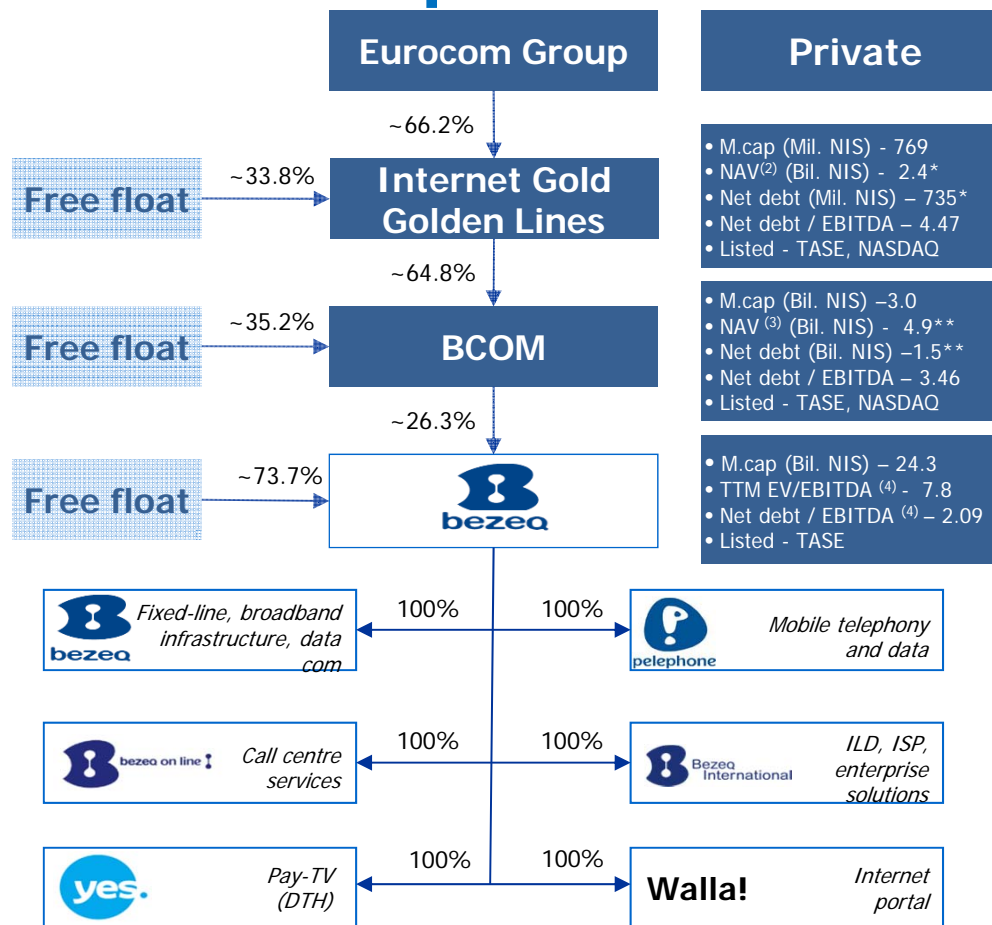 Eurocom Group
Private
~66.2%
Free float
~33.8%
Internet Gold
Golden Lines
• M.cap (Mil. NIS) - 769
• NAV(2) (Bil. NIS) - 2.4*
• Net debt (Mil. NIS) – 735*
• Net debt / EBITDA – 4.47
• Listed - TASE, NASDAQ
~64.8%
Free float
~35.2%
BCOM
• M.cap (Bil. NIS) –3.0
• NAV (3) (Bil. NIS) - 4.9**
• Net debt (Bil. NIS) –1.5**
• Net debt / EBITDA – 3.46
• Listed - TASE, NASDAQ
~26.3%
Free float
~73.7%
bezeq
• M.cap (Bil. NIS) – 24.3
• TTM EV/EBITDA (4) - 7.8
• Net debt / EBITDA (4) – 2.09
• Listed - TASE
bezeq
Fixed-line, broadband
infrastructure, data
com
100%
100%
pelephone
Mobile telephony
and data
bezeq on line
Call centre
services
100%
100%
Bezeq
International
ILD, ISP,
enterprise
solutions
yes.
Pay-TV
(DTH)
100%
100%
Walla!
Internet
portal